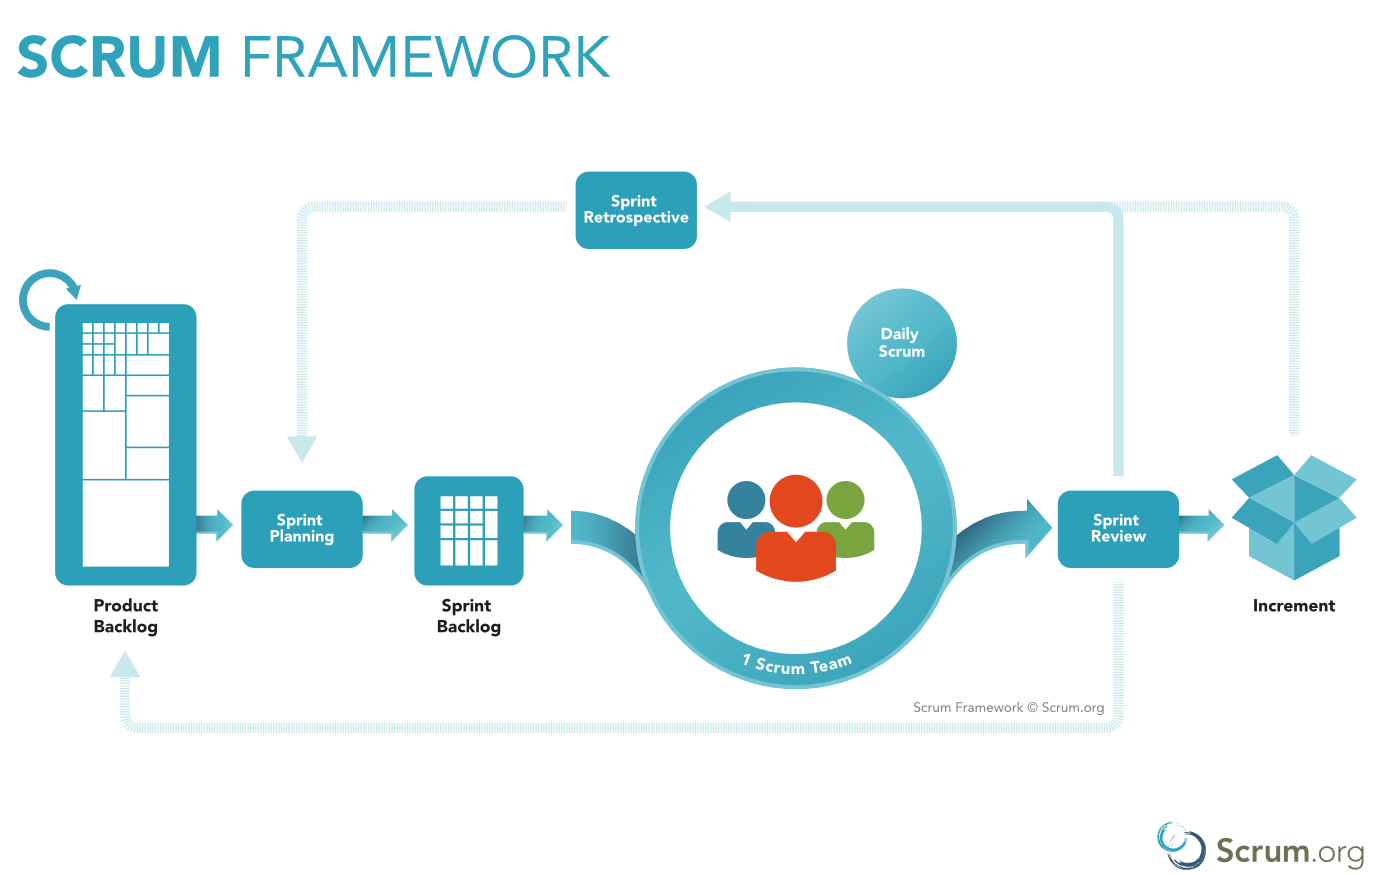 SCRUM FRAMEWORK
Sprint
Retrospective
Daily
Scrum
Sprint
Planning
Sprint
Review
Product
Backlog
Sprint
Backlog
Increment
1 Scrum Team
Scrum Framework © Scrum.org
Scrum.org